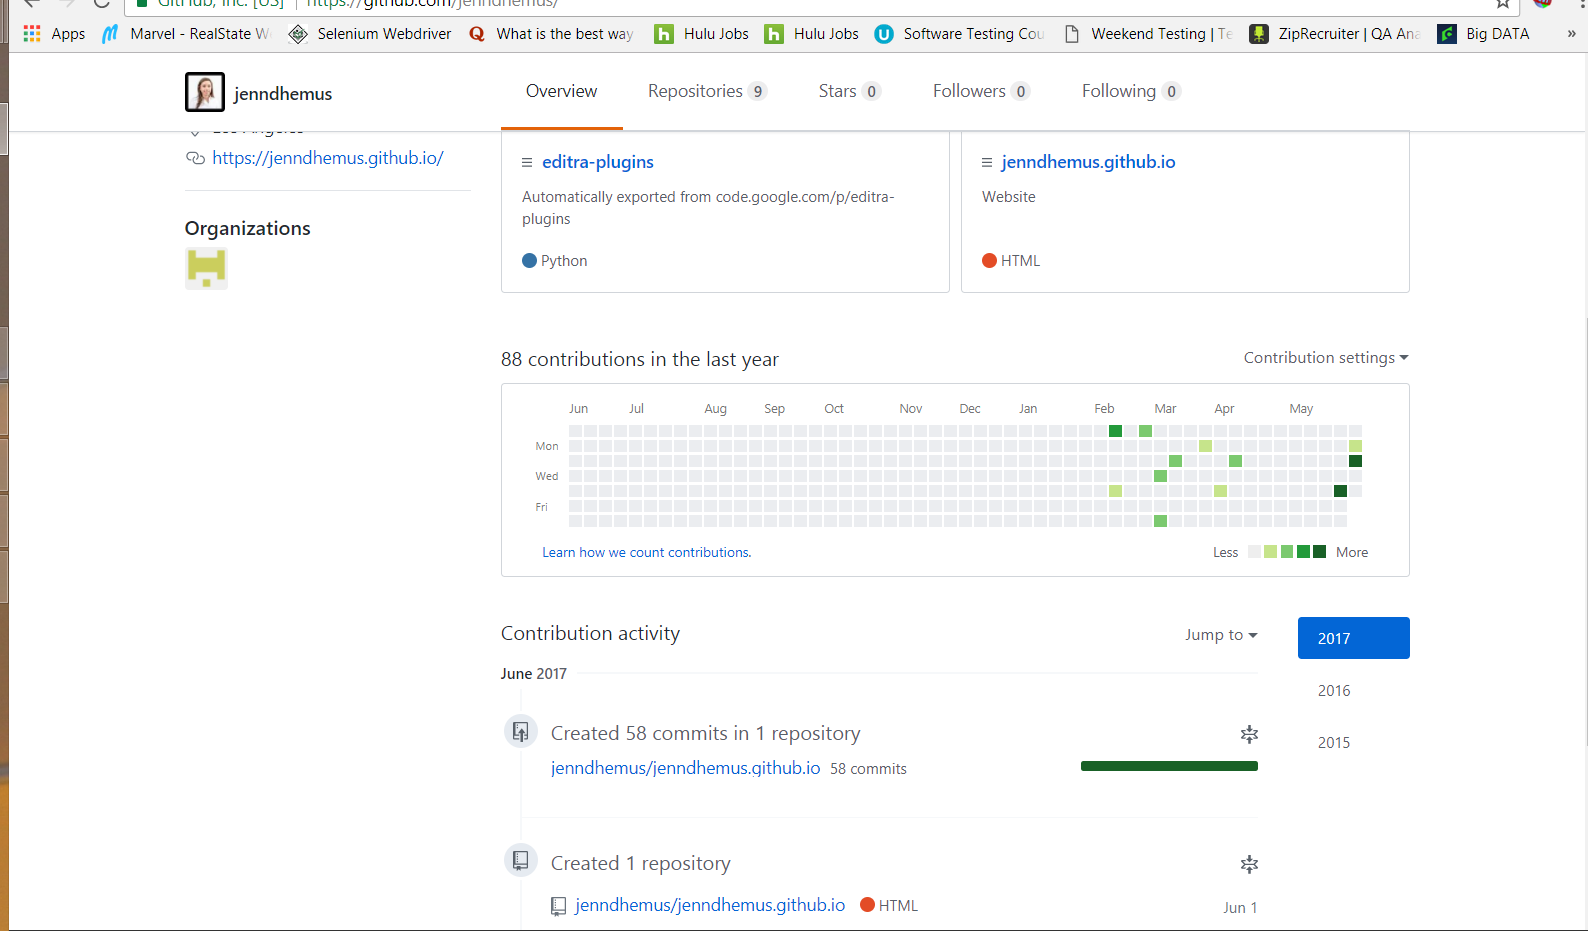 GitHub, Inc. [US] | https://github.com/jenndhemus/
Apps Marvel - RealState W Selenium Webdriver What is the best way Hulu Jobs Hulu Jobs Software Testing Cou Weekend Testing | Te ZipRecruiter | QA Ana Big DATA »
jenndhemus Overview Repositories 9 Stars 0 Followers 0 Following 0
Los Angeles
https://jenndhemus.github.io/
Organizations
editra-plugins
Automatically exported from code.google.com/p/editra-
plugins
Python
jenndhemus.github.io
Website
HTML
88 contributions in the last year Contribution settings
Jun Jul Aug Sep Oct Nov Dec Jan Feb Mar Apr May
Mon
Wed
Fri
Learn how we count contributions. Less More
Contribution activity Jump to
2017
2016
2015
June 2017
Created 58 commits in 1 repository
jenndhemus/jenndhemus.github.io 58 commits
Created 1 repository
jenndhemus/jenndhemus.github.io HTML Jun 1